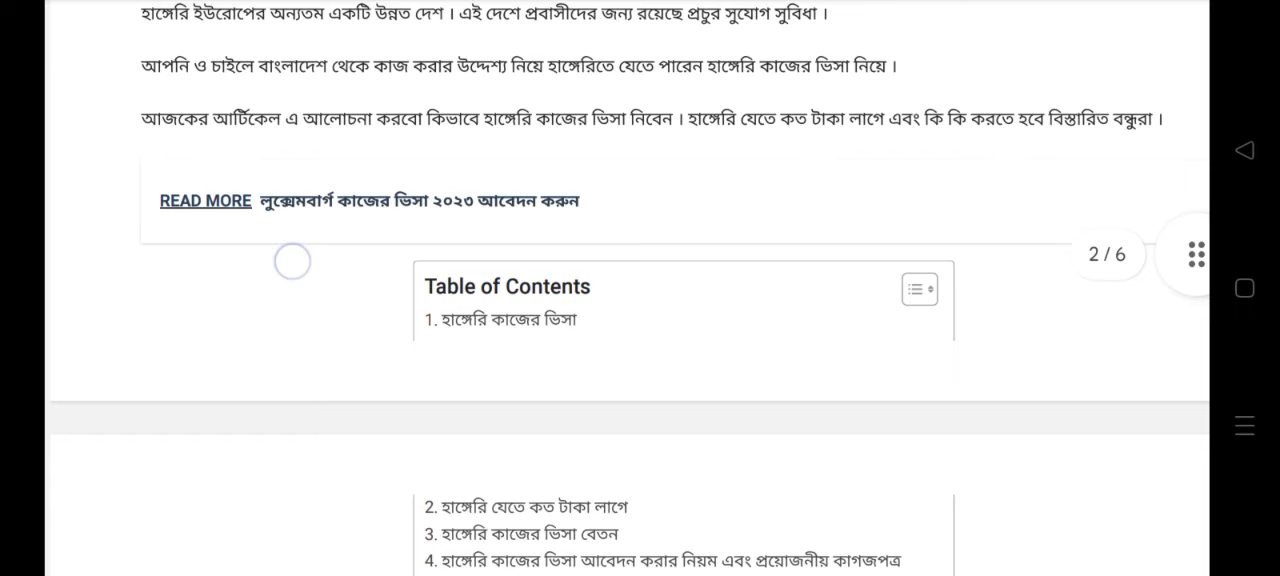 হাঙ্গেরি ইউরোপের অন্যতম একটি উন্নত দেশ । এই দেশে প্রবাসীদের জন্য রয়েছে প্রচুর সুযোগ সুবিধা ।
আপনি ও চাইলে বাংলাদেশ থেকে কাজ করার উদ্দেশ্য নিয়ে হাঙ্গেরিতে যেতে পারেন হাঙ্গেরি কাজের ভিসা নিয়ে ।
আজকের আর্টিকেল এ আলোচনা করবো কিভাবে হাঙ্গেরি কাজের ভিসা নিবেন । হাঙ্গেরি যেতে কত টাকা লাগে এবং কি কি করতে হবে বিস্তারিত বন্ধুরা ।
READ MORE লুক্সেমবার্গ কাজের ভিসা ২০২৩ আবেদন করুন
2 / 6
Table of Contents
1. হাঙ্গেরি কাজের ভিসা
2. হাঙ্গেরি যেতে কত টাকা লাগে
3. হাঙ্গেরি কাজের ভিসা বেতন
4. হাঙ্গেরি কাজের ভিসা আবেদন করার নিয়ম এবং প্রয়োজনীয় কাগজপত্র